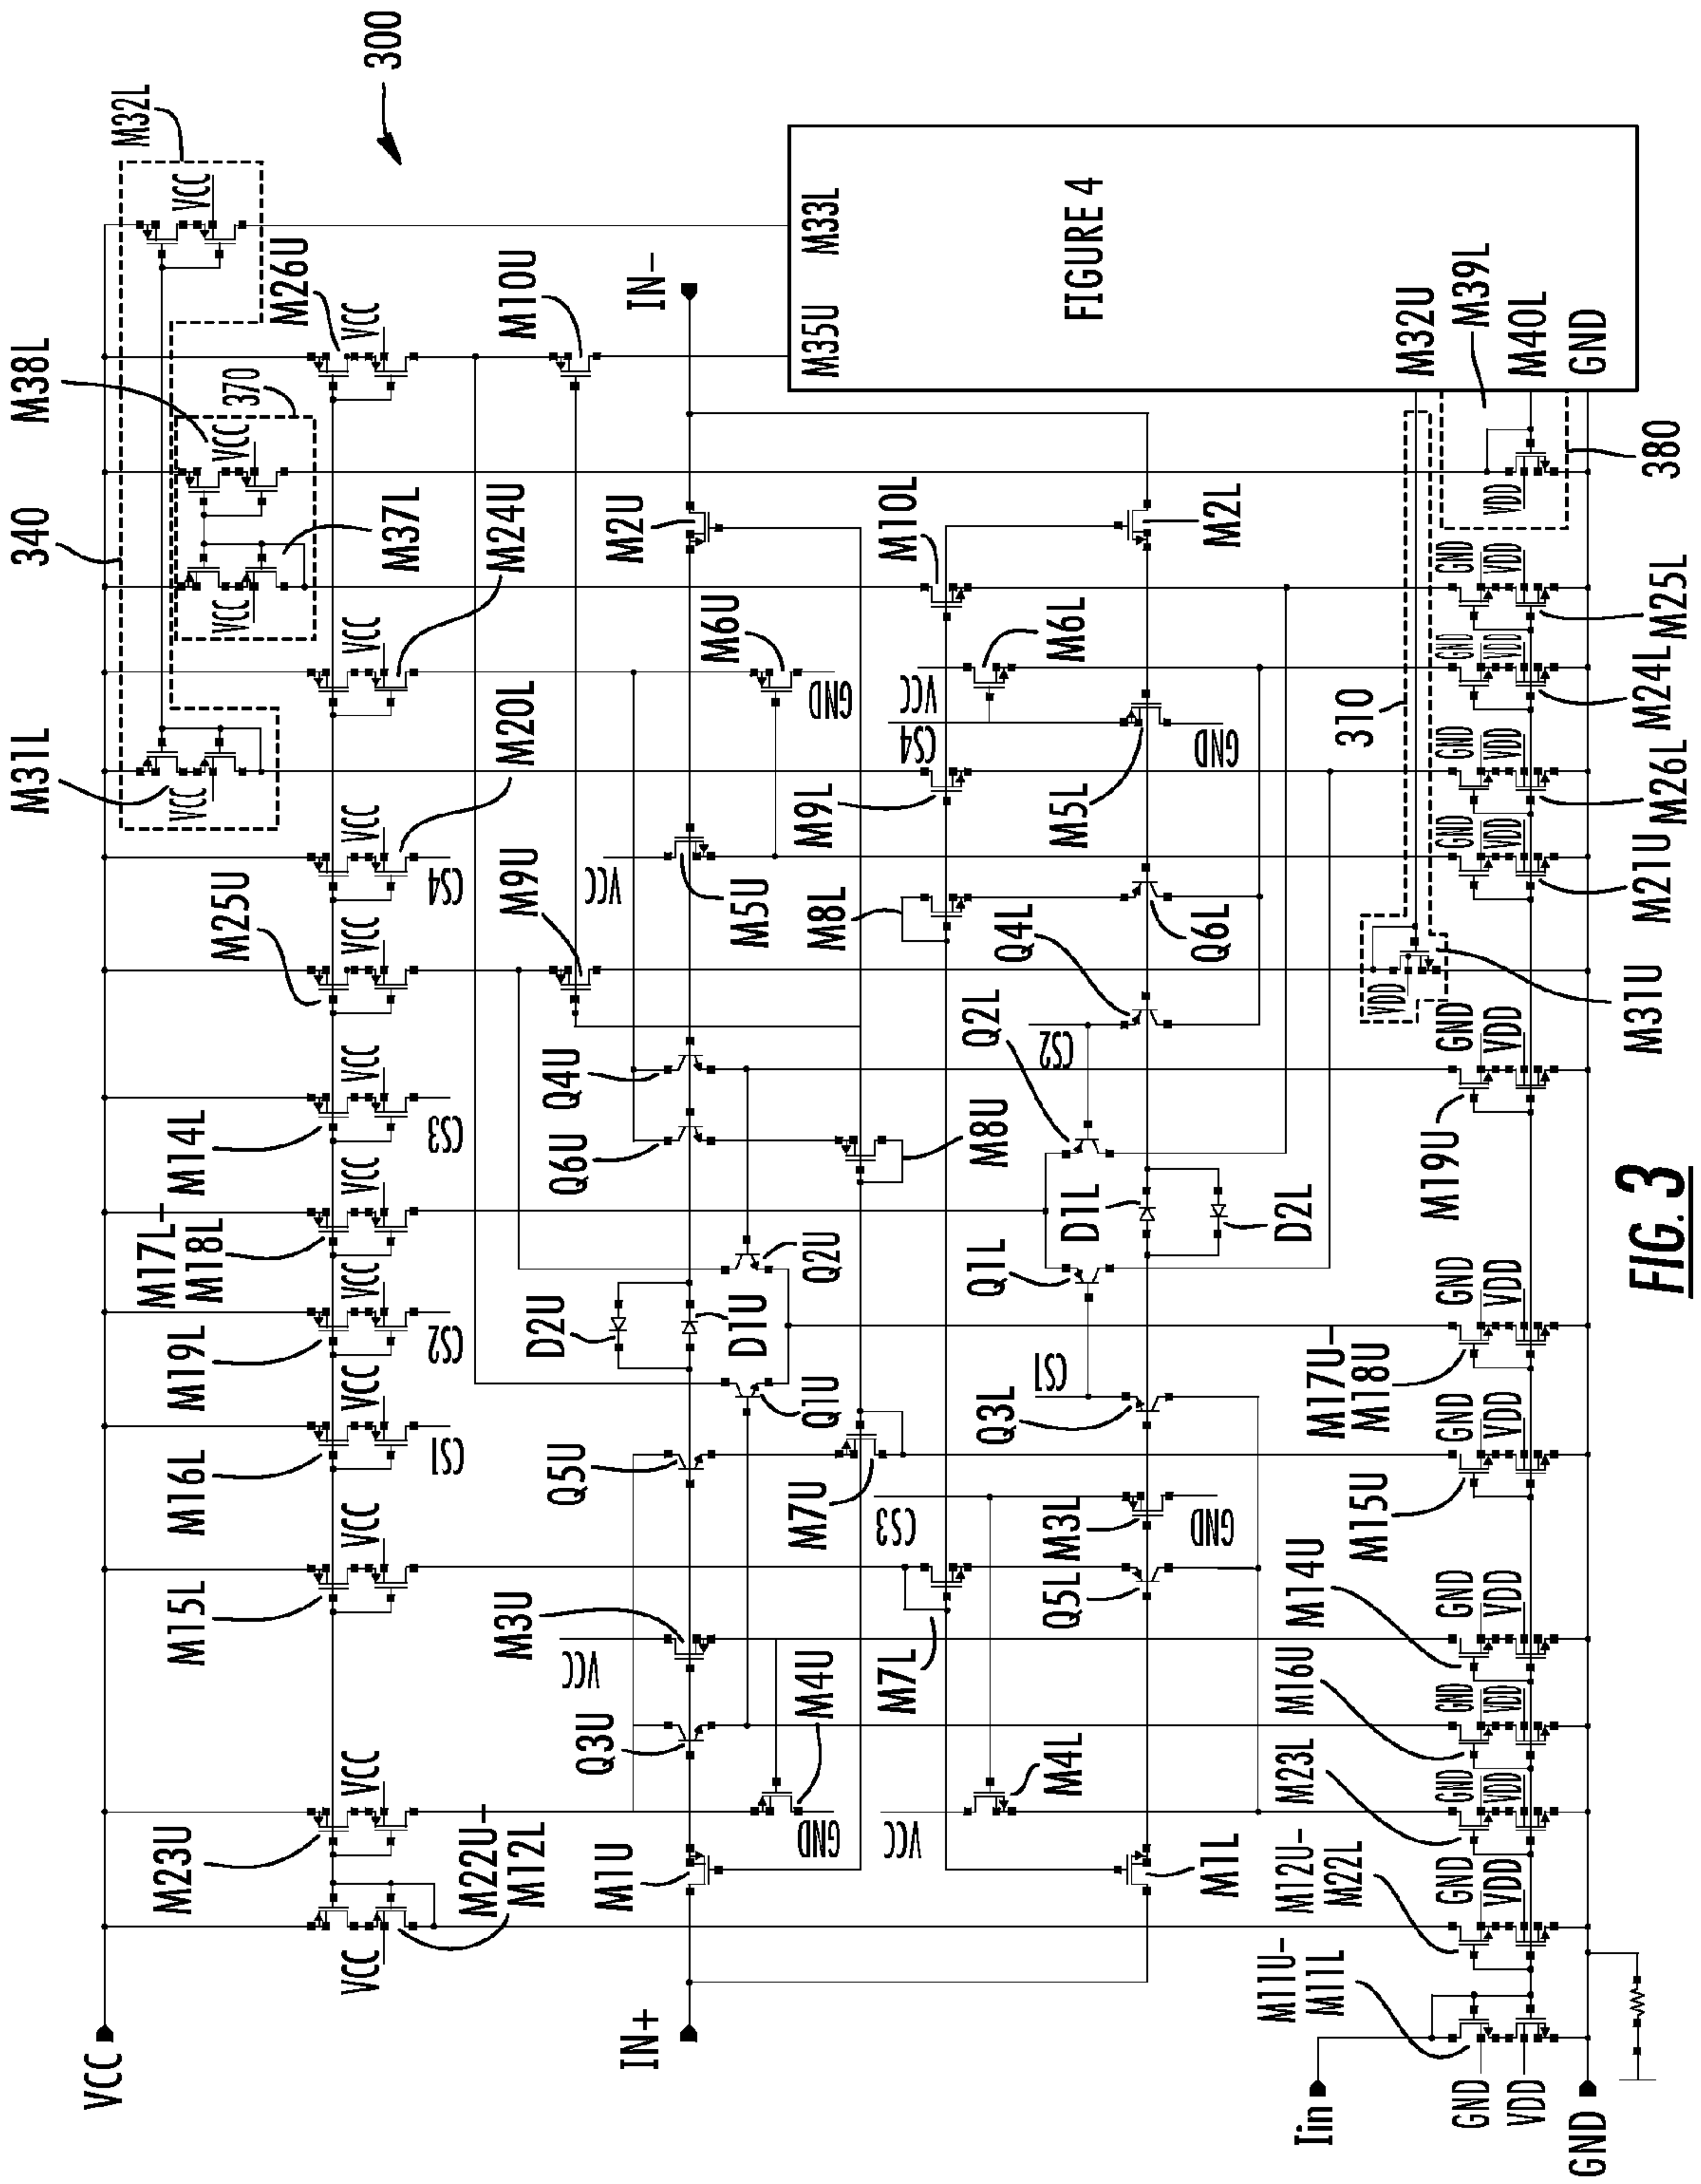 300
M32L
M38L
340
M31L
VCC
370
VCC
M37L
VCC
VCC
M26U
VCC
M24U
VCC
M20L
VCC
CS4
M25U
VCC
M14L
VCC
CS3
M17L-
M18L
VCC
M19L
VCC
CS2
M16L
VCC
CS1
M15L
VCC
M23U
VCC
M22U-
M12L
VCC
VCC
M10U
IN-
M2U
M6U
GND
M9U
VCC
M5U
Q4U
Q6U
M8U
D2U
D1U
Q2U
Q1U
Q5U
M7U
M3U
VCC
Q3U
M4U
GND
M1U
IN+
M35U
M33L
FIGURE 4
M32U
M39L
M40L
GND
M10L
M2L
M6L
VCC
CS4
M9L
M5L
GND
M8L
Q4L
Q6L
Q2L
CS2
D1L
D2L
Q1L
CS1
Q3L
CS3
M3L
GND
Q5L
M7L
M4L
VCC
M1L
310
380
VDD
GND
VDD
M25L
GND
VDD
M24L
GND
VDD
M26L
GND
VDD
M21U
VDD
M31U
GND
VDD
M19U
GND
VDD
M17U-
M18U
GND
VDD
M15U
GND
VDD
M14U
GND
VDD
M16U
GND
VDD
M23L
GND
VDD
M12U-
M22L
M11U-
M11L
Iin
GND
VDD
GND
FIG. 3